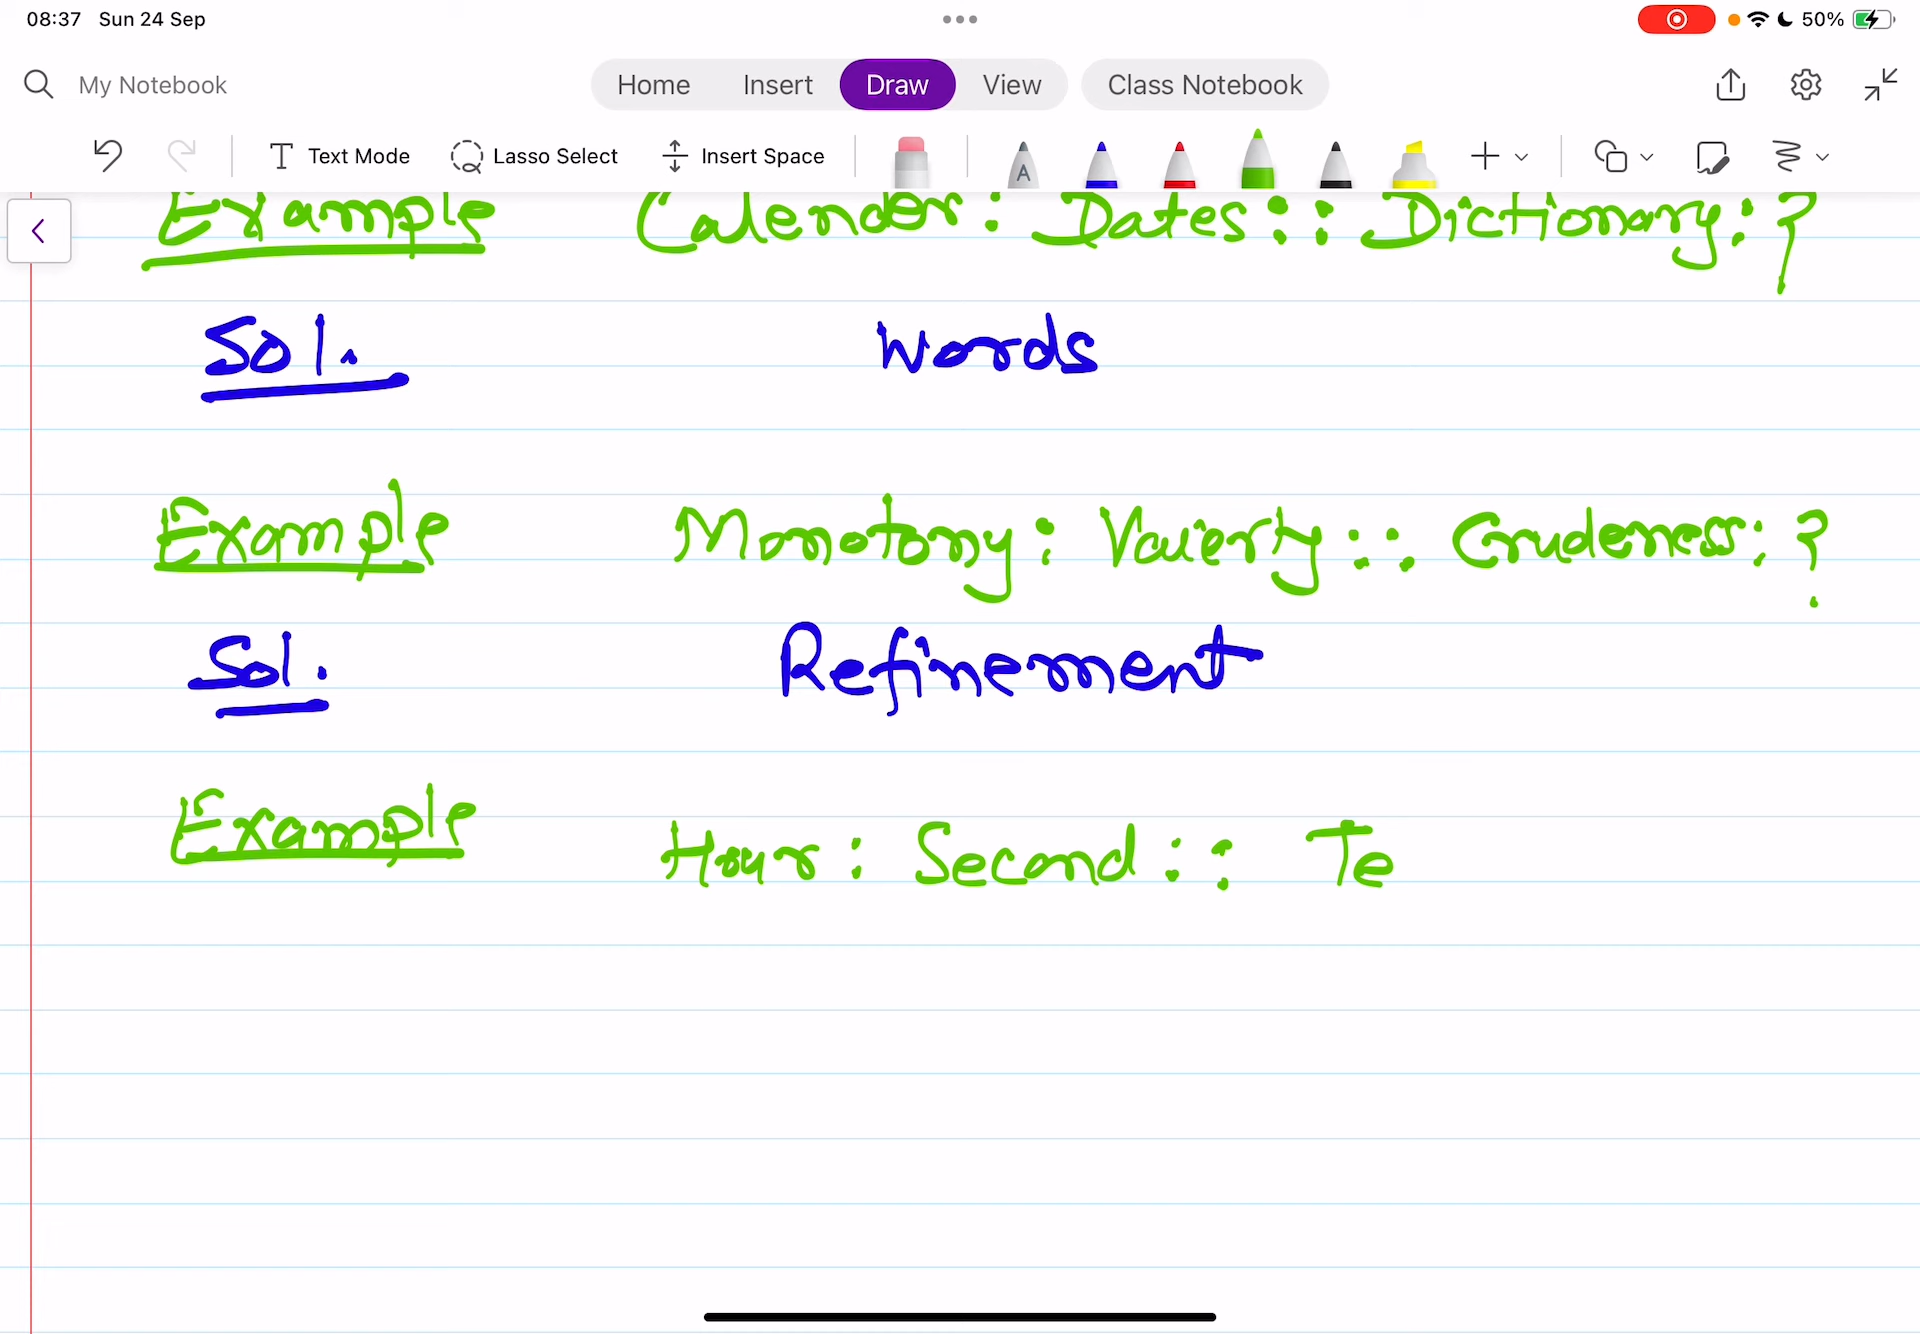 08:37 Sun 24 Sep 50%
My Notebook Home Insert Draw View Class Notebook
Text Mode Lasso Select Insert Space A
Example Calender : Dates :: Dictionary : ?
Sol. Words
Example Monotony : Vaierty :: Crudeness : ?
Sol. Refinement
Example Hour : Second :: Te